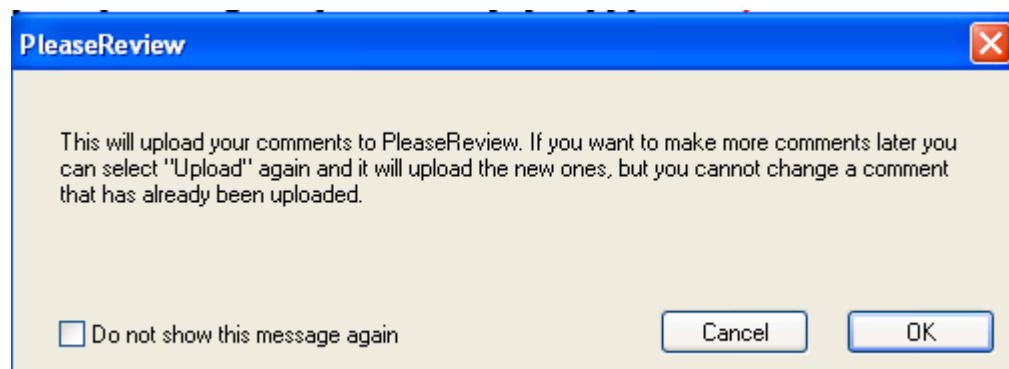 PleaseReview
This will upload your comments to PleaseReview. If you want to make more comments later you
can select "Upload" again and it will upload the new ones, but you cannot change a comment
that has already been uploaded.
Do not show this message again
Cancel
OK